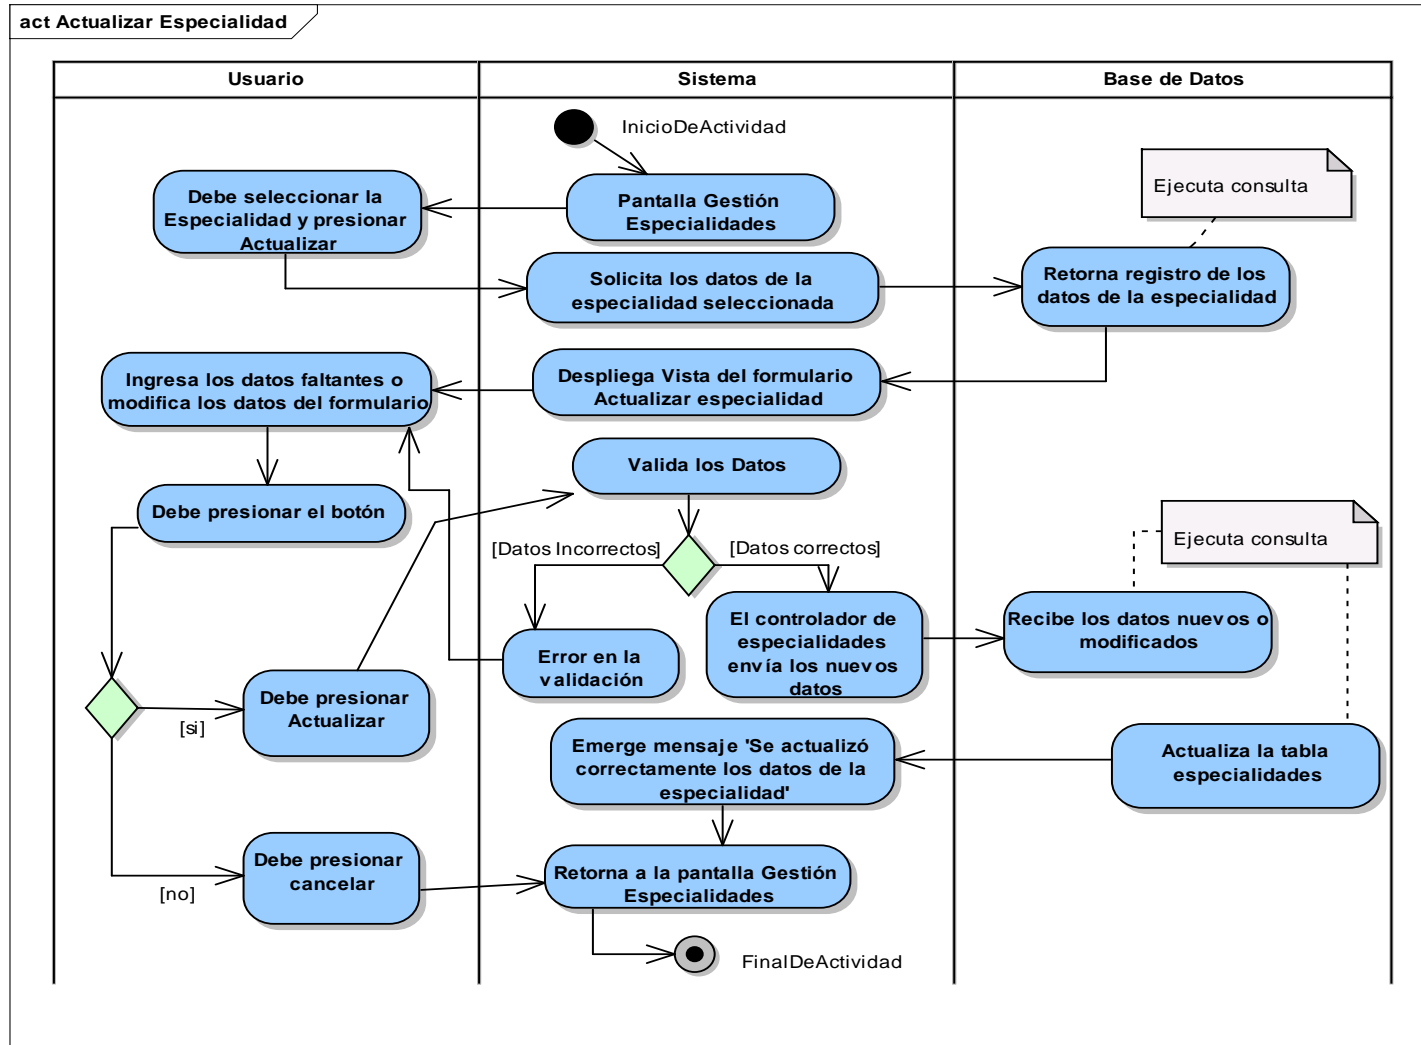 act Actualizar Especialidad
Usuario
Sistema
Base de Datos
InicioDeActividad
Debe seleccionar la
Especialidad y presionar
Actualizar
Pantalla Gestión
Especialidades
Ejecuta consulta
Solicita los datos de la
especialidad seleccionada
Retorna registro de los
datos de la especialidad
Ingresa los datos faltantes o
modifica los datos del formulario
Despliega Vista del formulario
Actualizar especialidad
Valida los Datos
Debe presionar el botón
[Datos Incorrectos]
[Datos correctos]
Ejecuta consulta
Error en la
validación
El controlador de
especialidades
envía los nuevos
datos
Recibe los datos nuevos o
modificados
[si]
Debe presionar
Actualizar
Emerge mensaje 'Se actualizó
correctamente los datos de la
especialidad'
Actualiza la tabla
especialidades
[no]
Debe presionar
cancelar
Retorna a la pantalla Gestión
Especialidades
FinalDeActividad